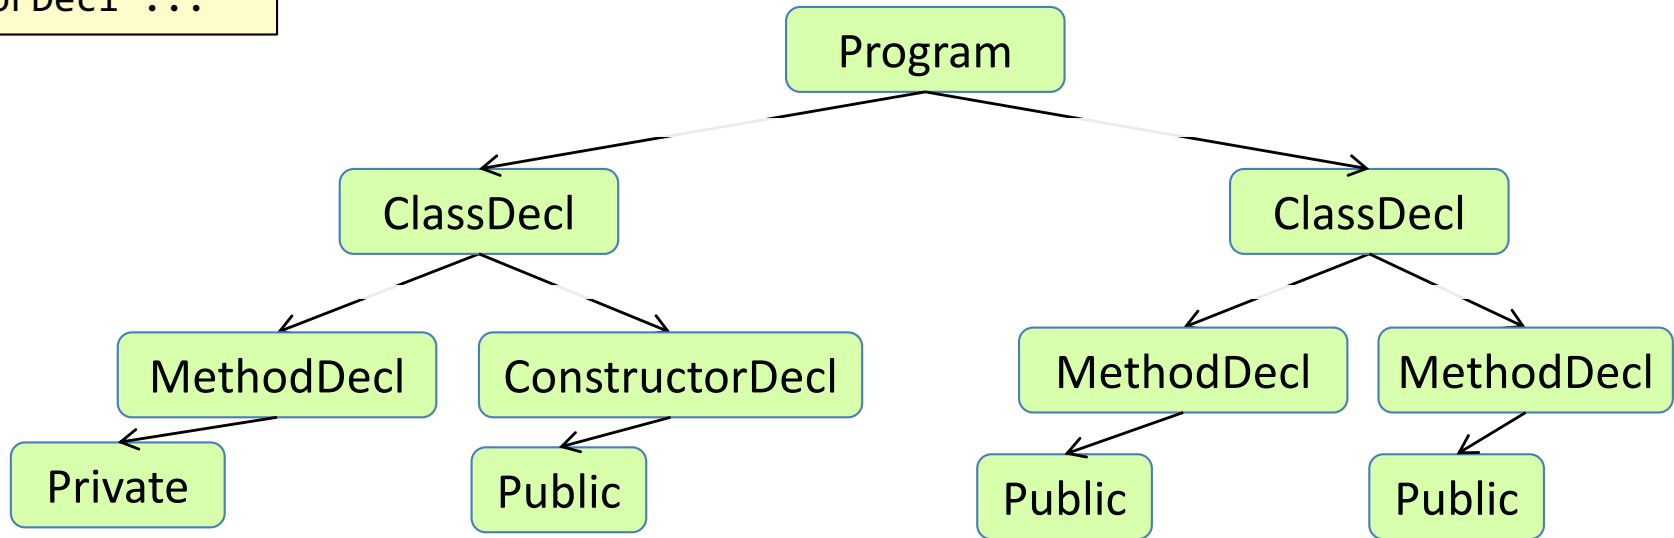 ...
Program
ClassDecl ClassDecl
MethodDecl ConstructorDecl MethodDecl MethodDecl
Private Public Public Public